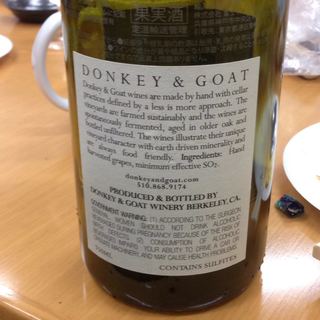 果実酒
DONKEY & GOAT
Donkey & Goat wines are made by hand with cellar
practices defined by a less is more approach. The
vineyards are farmed sustainably and the wines are
spontaneously fermented, aged in older oak and
bottled unfiltered. The wines illustrate their unique
vineyard character with earth driven minerality and
are always food friendly. Ingredients: Hand
harvested grapes, minimum effective SO2.
donkeyandgoat.com
510.868.9174
PRODUCED & BOTTLED BY
DONKEY & GOAT WINERY BERKELEY, CA.
GOVERNMENT WARNING: (1) ACCORDING TO THE SURGEON
GENERAL, WOMEN SHOULD NOT DRINK ALCOHOLIC
BEVERAGES DURING PREGNANCY BECAUSE OF THE RISK OF
BIRTH DEFECTS. (2) CONSUMPTION OF ALCOHOLIC
BEVERAGES IMPAIRS YOUR ABILITY TO DRIVE A CAR OR
OPERATE MACHINERY, AND MAY CAUSE HEALTH PROBLEMS.
750ML
CONTAINS SULFITES